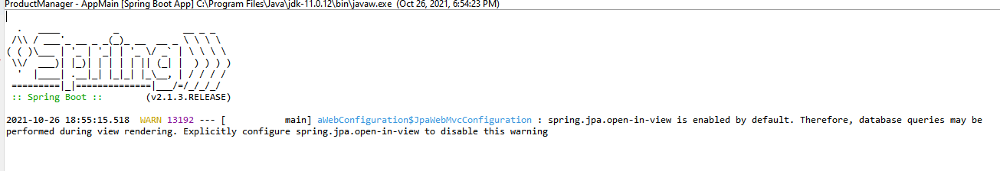 ProductManager - AppMain [Spring Boot App] C:\Program Files\Java\jdk-11.0.12\bin\javaw.exe (Oct 26, 2021, 6:54:23 PM)
  .   ____          _            __ _ _
 /\\ / ___'_ __ _ _(_)_ __  __ _ \ \ \ \
( ( )\___ | '_ | '_| | '_ \/ _` | \ \ \ \
 \\/  ___)| |_)| | | | | || (_| |  ) ) ) )
  '  |____| .__|_| |_|_| |_\__, | / / / /
 =========|_|==============|___/=/_/_/_/
 :: Spring Boot ::        (v2.1.3.RELEASE)
2021-10-26 18:55:15.518  WARN 13192 --- [           main] aWebConfiguration$JpaWebMvcConfiguration : spring.jpa.open-in-view is enabled by default. Therefore, database queries may be
performed during view rendering. Explicitly configure spring.jpa.open-in-view to disable this warning